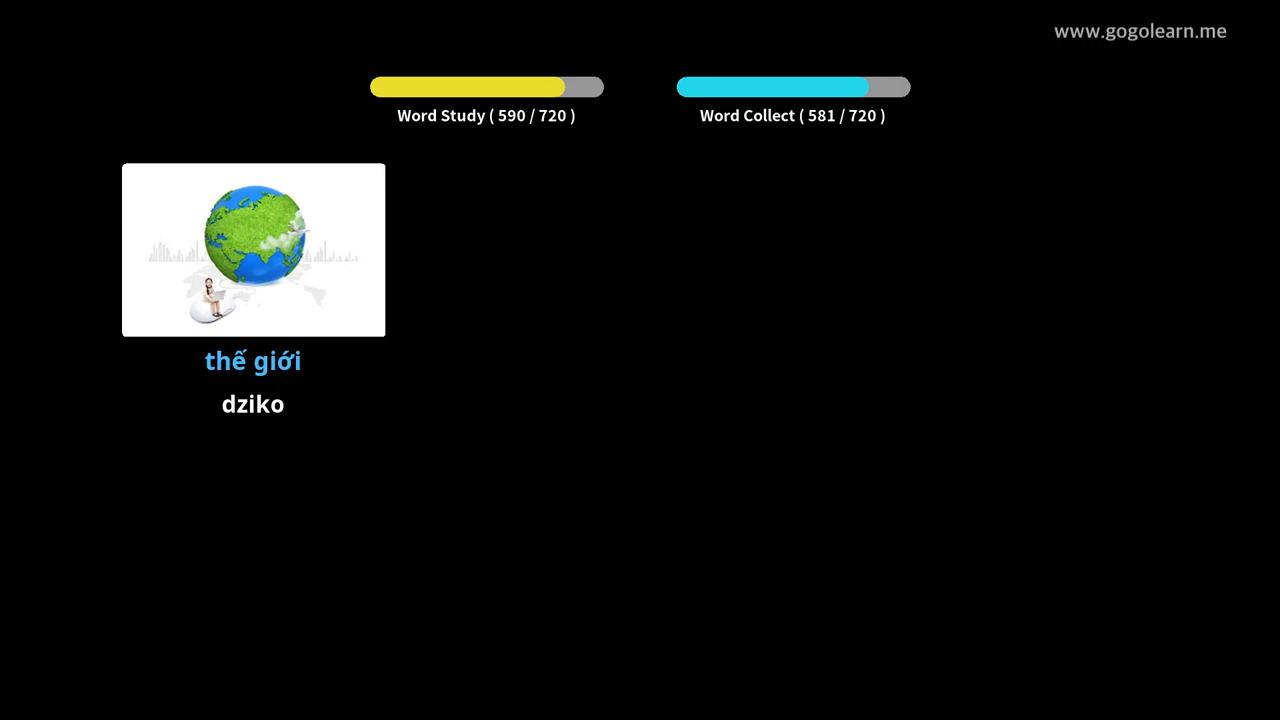 www.gogolearn.me
Word Study ( 590 / 720 )
Word Collect ( 581 / 720 )
thế giới
dziko